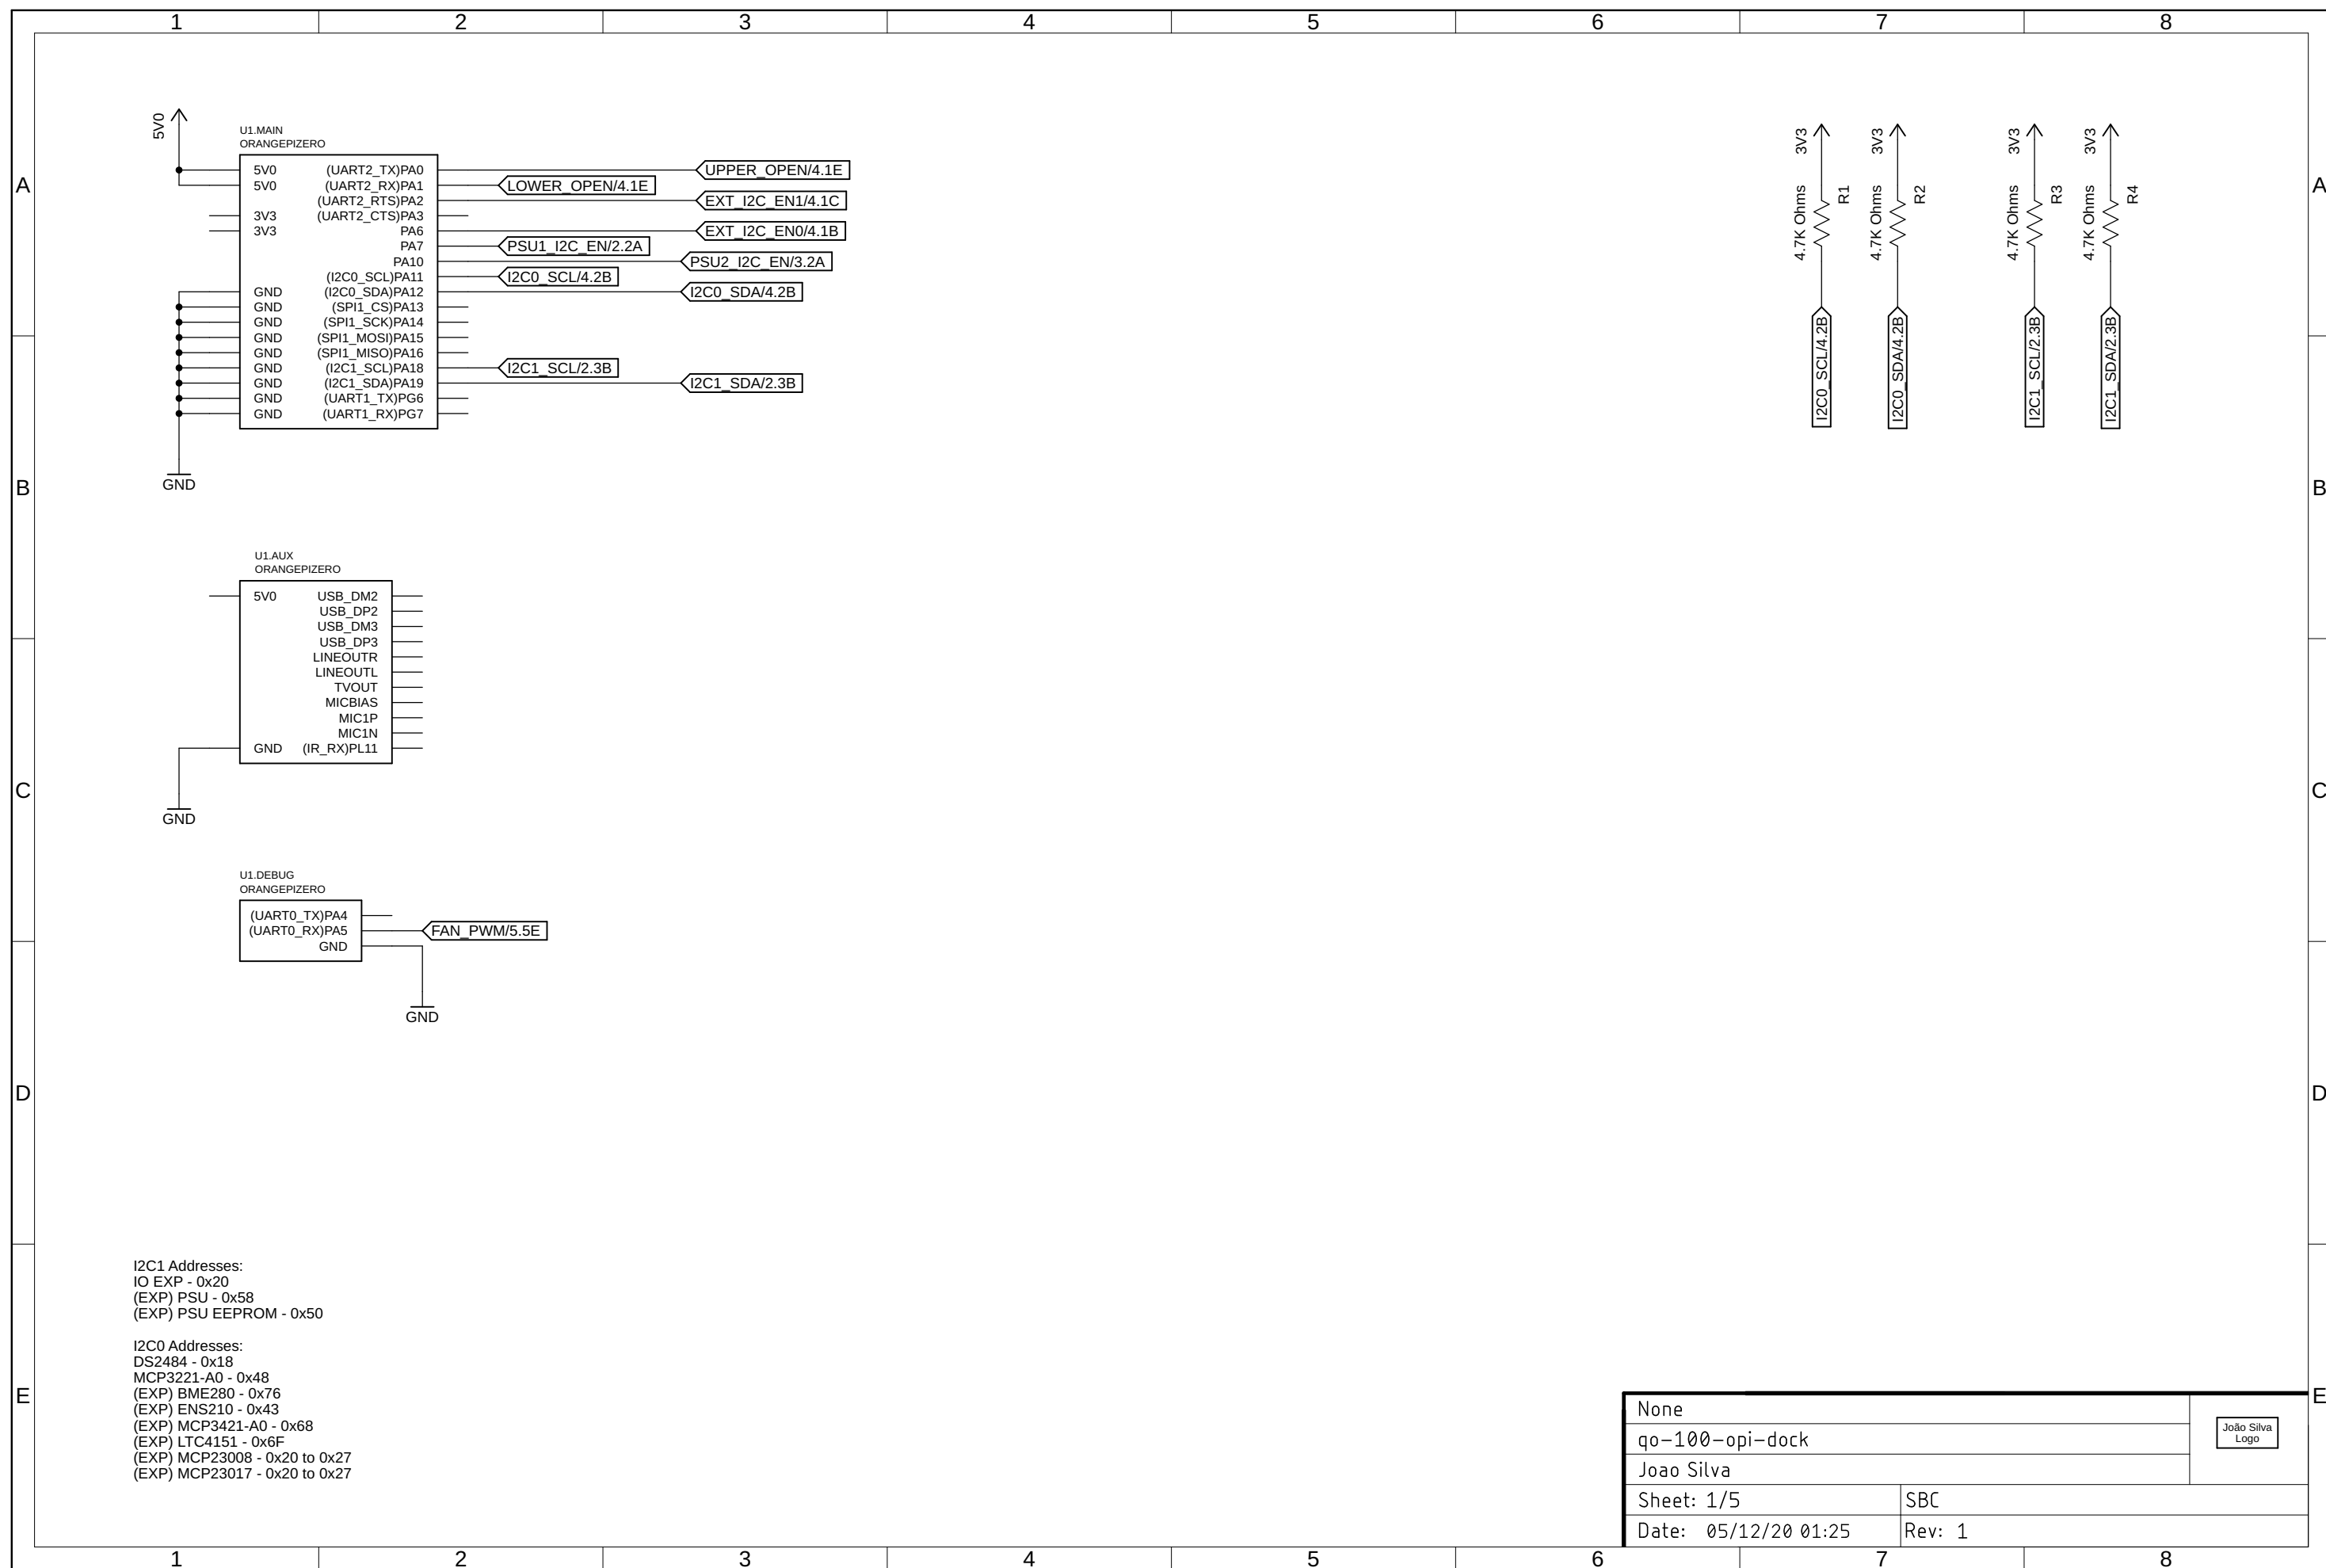 1 2 3 4 5 6 7 8
A A
B B
C C
D D
E E
5V0
U1.MAIN
ORANGEPIZERO
5V0 (UART2_TX)PA0 UPPER_OPEN/4.1E
5V0 (UART2_RX)PA1 LOWER_OPEN/4.1E
(UART2_RTS)PA2 EXT_I2C_EN1/4.1C
3V3 (UART2_CTS)PA3
3V3 PA6 EXT_I2C_EN0/4.1B
PA7 PSU1_I2C_EN/2.2A
PA10 PSU2_I2C_EN/3.2A
(I2C0_SCL)PA11 I2C0_SCL/4.2B
GND (I2C0_SDA)PA12 I2C0_SDA/4.2B
GND (SPI1_CS)PA13
GND (SPI1_SCK)PA14
GND (SPI1_MOSI)PA15
GND (SPI1_MISO)PA16
GND (I2C1_SCL)PA18 I2C1_SCL/2.3B
GND (I2C1_SDA)PA19 I2C1_SDA/2.3B
GND (UART1_TX)PG6
GND (UART1_RX)PG7
GND
3V3 3V3 3V3 3V3
R1 R2 R3 R4
4.7K Ohms 4.7K Ohms 4.7K Ohms 4.7K Ohms
I2C0_SCL/4.2B
I2C0_SDA/4.2B
I2C1_SCL/2.3B
I2C1_SDA/2.3B
U1.AUX
ORANGEPIZERO
5V0 USB_DM2
USB_DP2
USB_DM3
USB_DP3
LINEOUTR
LINEOUTL
TVOUT
MICBIAS
MIC1P
MIC1N
GND (IR_RX)PL11
GND
U1.DEBUG
ORANGEPIZERO
(UART0_TX)PA4
(UART0_RX)PA5 FAN_PWM/5.5E
GND
GND
I2C1 Addresses:
IO EXP - 0x20
(EXP) PSU - 0x58
(EXP) PSU EEPROM - 0x50
I2C0 Addresses:
DS2484 - 0x18
MCP3221-A0 - 0x48
(EXP) BME280 - 0x76
(EXP) ENS210 - 0x43
(EXP) MCP3421-A0 - 0x68
(EXP) LTC4151 - 0x6F
(EXP) MCP23008 - 0x20 to 0x27
(EXP) MCP23017 - 0x20 to 0x27
None
qo-100-opi-dock
Joao Silva
João Silva
Logo
Sheet: 1/5 SBC
Date: 05/12/20 01:25 Rev: 1
1 2 3 4 5 6 7 8